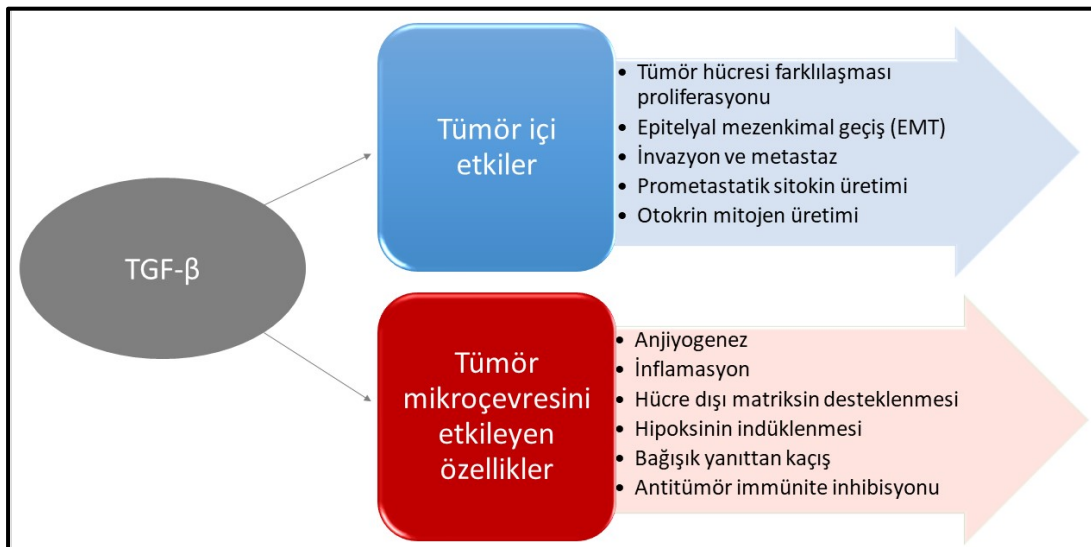 TGF-β
Tümör içi
etkiler
• Tümör hücresi farklılaşması
proliferasyonu
• Epitelyal mezenkimal geçiş (EMT)
• İnvazyon ve metastaz
• Prometastatik sitokin üretimi
• Otokrin mitojen üretimi
Tümör
mikroçevresini
etkileyen
özellikler
• Anjiyogenez
• İnflamasyon
• Hücre dışı matriksin desteklenmesi
• Hipoksinin indüklenmesi
• Bağışık yanıttan kaçış
• Antitümör immünite inhibisyonu